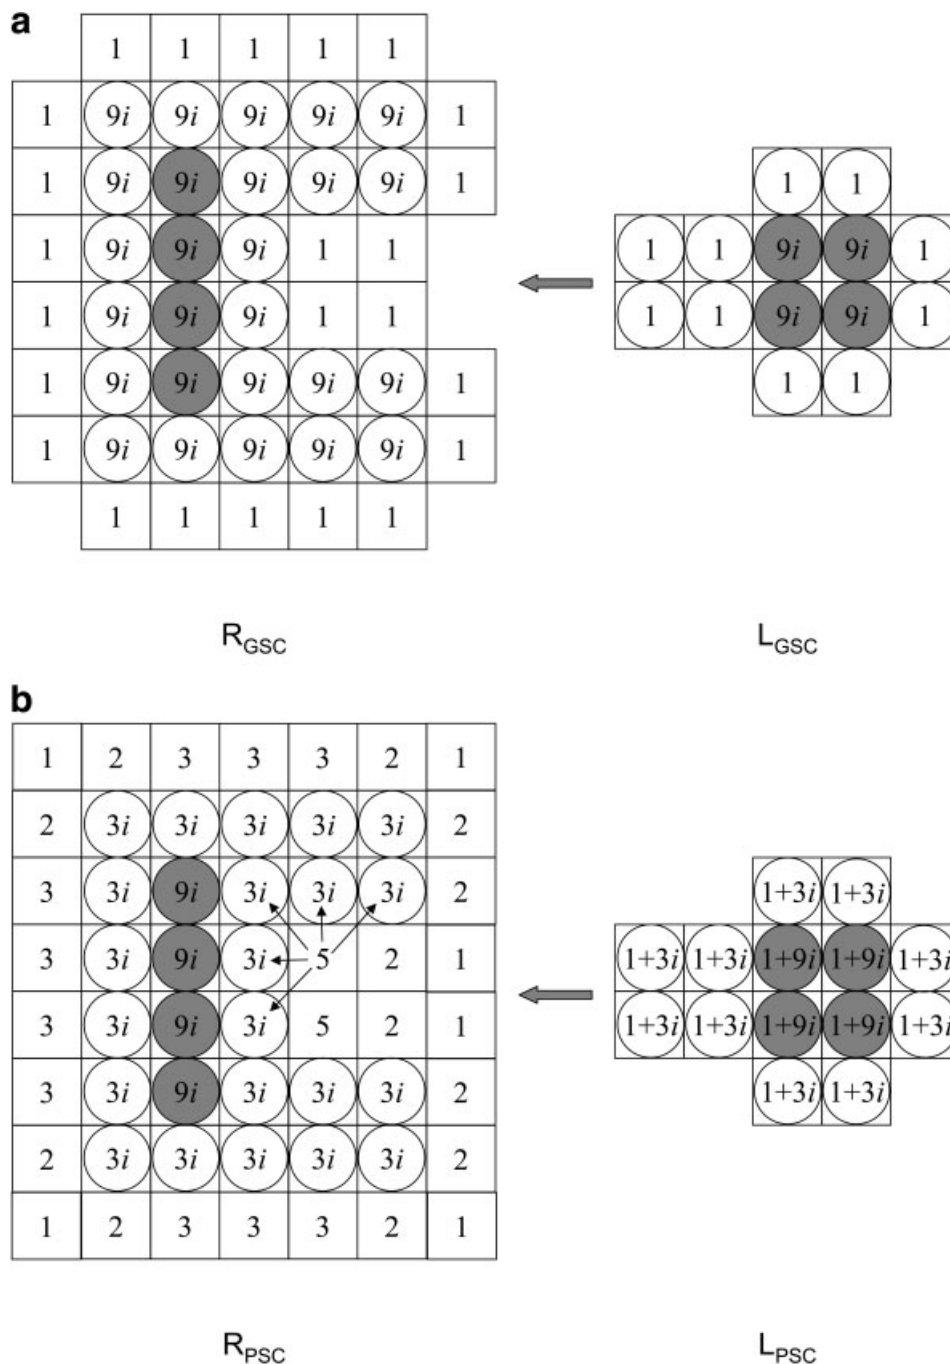 a
1 1 1 1 1
1 9i 9i 9i 9i 9i 1
1 9i 9i 9i 9i 9i 1 1 1
1 9i 9i 9i 1 1 1 1 9i 9i 1
1 9i 9i 9i 1 1 1 1 9i 9i 1
1 9i 9i 9i 9i 9i 1 1 1
1 9i 9i 9i 9i 9i 1
1 1 1 1 1
RGSC LGSC
b
1 2 3 3 3 2 1
2 3i 3i 3i 3i 3i 2
3 3i 9i 3i 3i 3i 2 1+3i 1+3i
3 3i 9i 3i 5 2 1 1+3i 1+3i 1+9i 1+9i 1+3i
3 3i 9i 3i 5 2 1 1+3i 1+3i 1+9i 1+9i 1+3i
3 3i 9i 3i 3i 3i 2 1+3i 1+3i
2 3i 3i 3i 3i 3i 2
1 2 3 3 3 2 1
RPSC LPSC